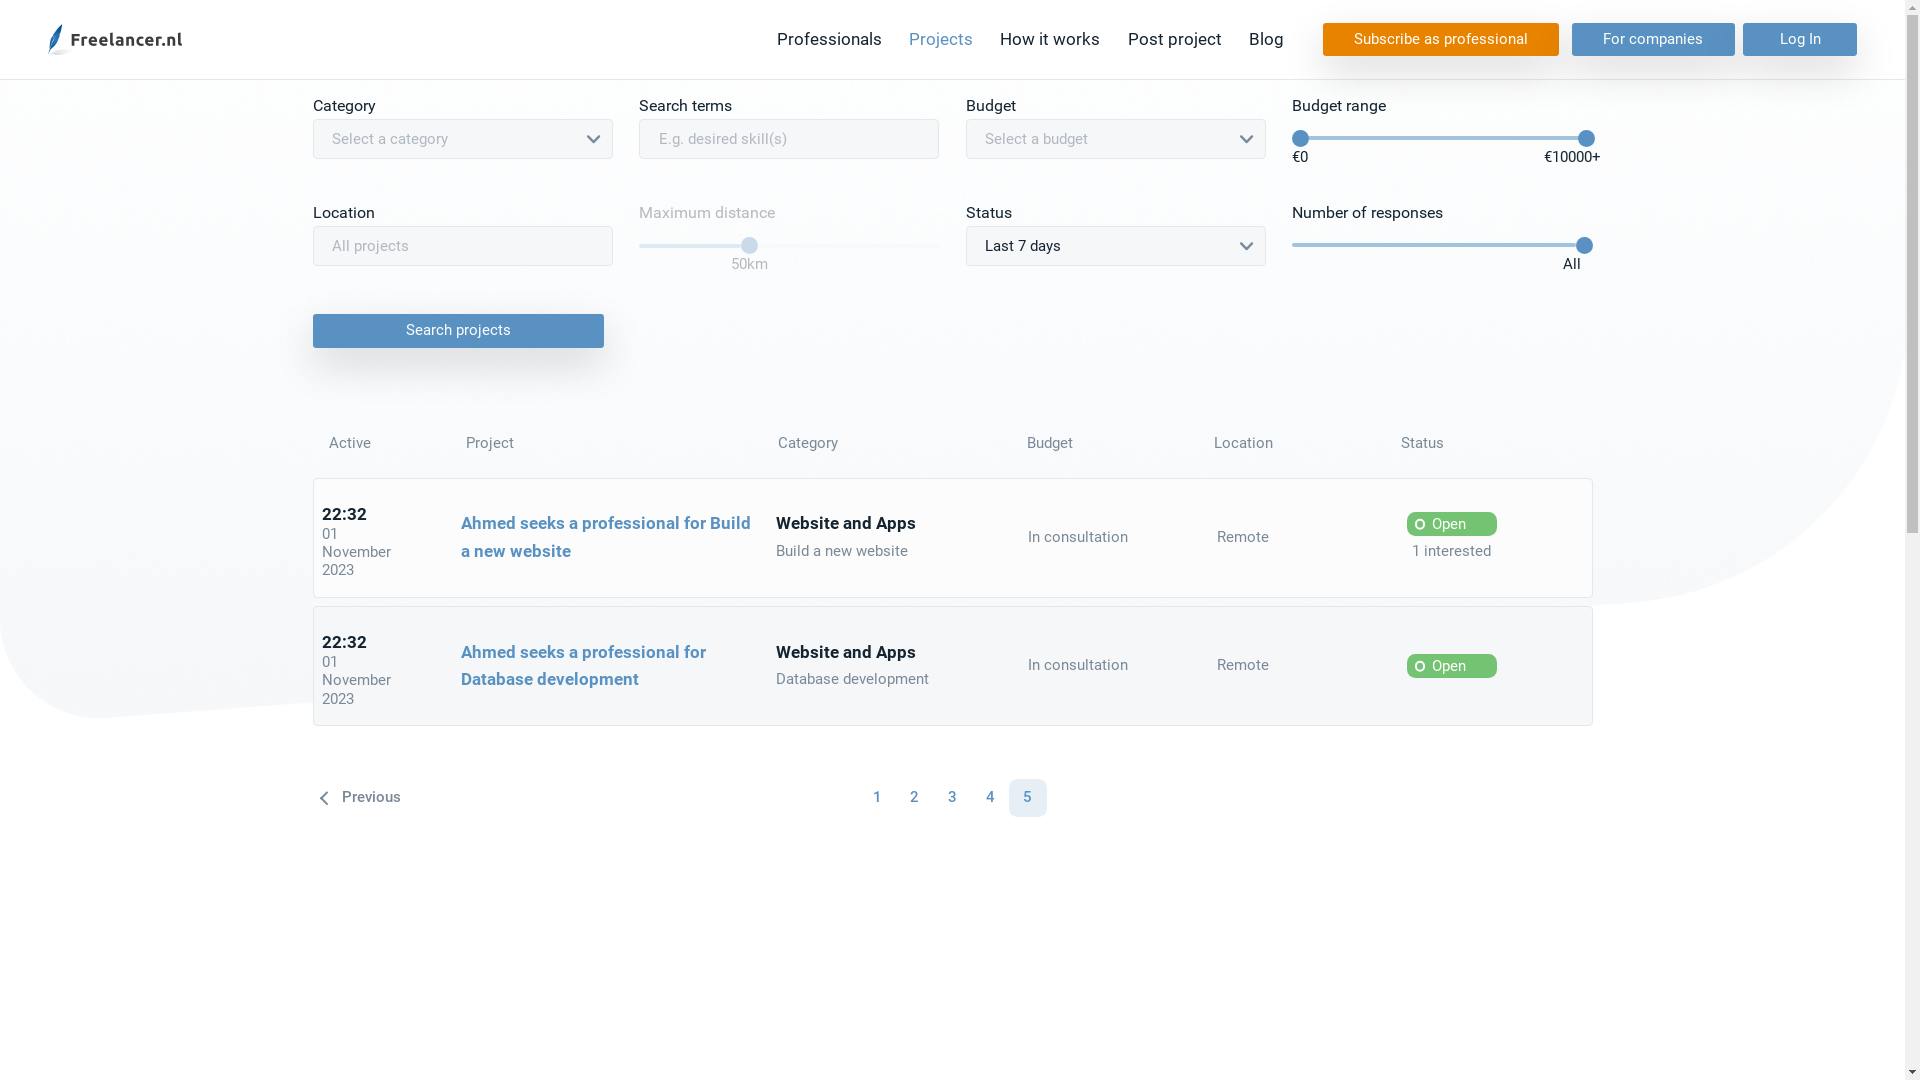 Freelancer.nl
Professionals Projects How it works Post project Blog Subscribe as professional For companies Log In
Category Search terms Budget Budget range
Select a category E.g. desired skill(s) Select a budget
€0 €10000+
Location Maximum distance Status Number of responses
All projects Last 7 days
50km All
Search projects
Active Project Category Budget Location Status
22:32
01
November
2023
Ahmed seeks a professional for Build
a new website
Website and Apps
Build a new website
In consultation
Remote
Open
1 interested
22:32
01
November
2023
Ahmed seeks a professional for
Database development
Website and Apps
Database development
In consultation
Remote
Open
Previous 1 2 3 4 5